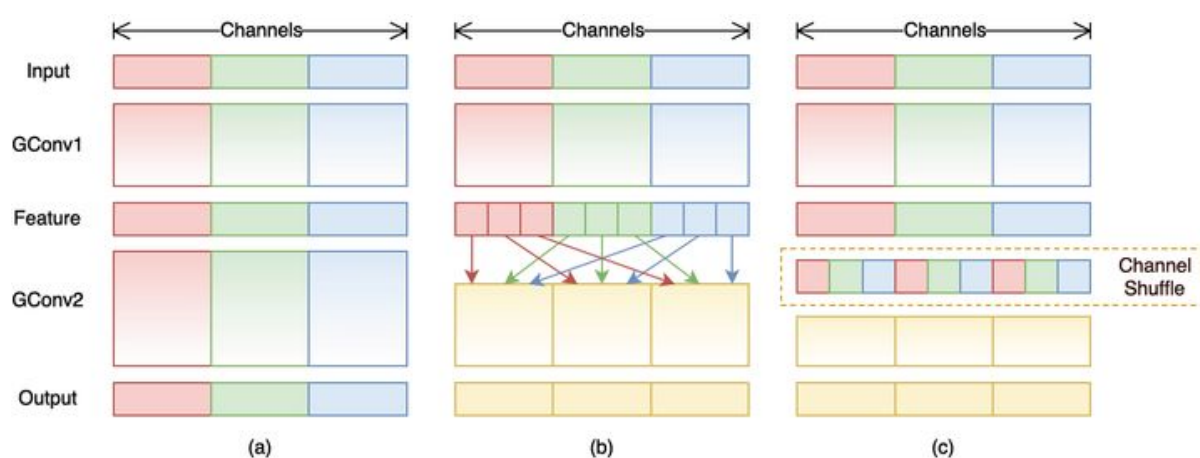 Channels Channels Channels
Input
GConv1
Feature
GConv2
Channel
Shuffle
Output
(a) (b) (c)